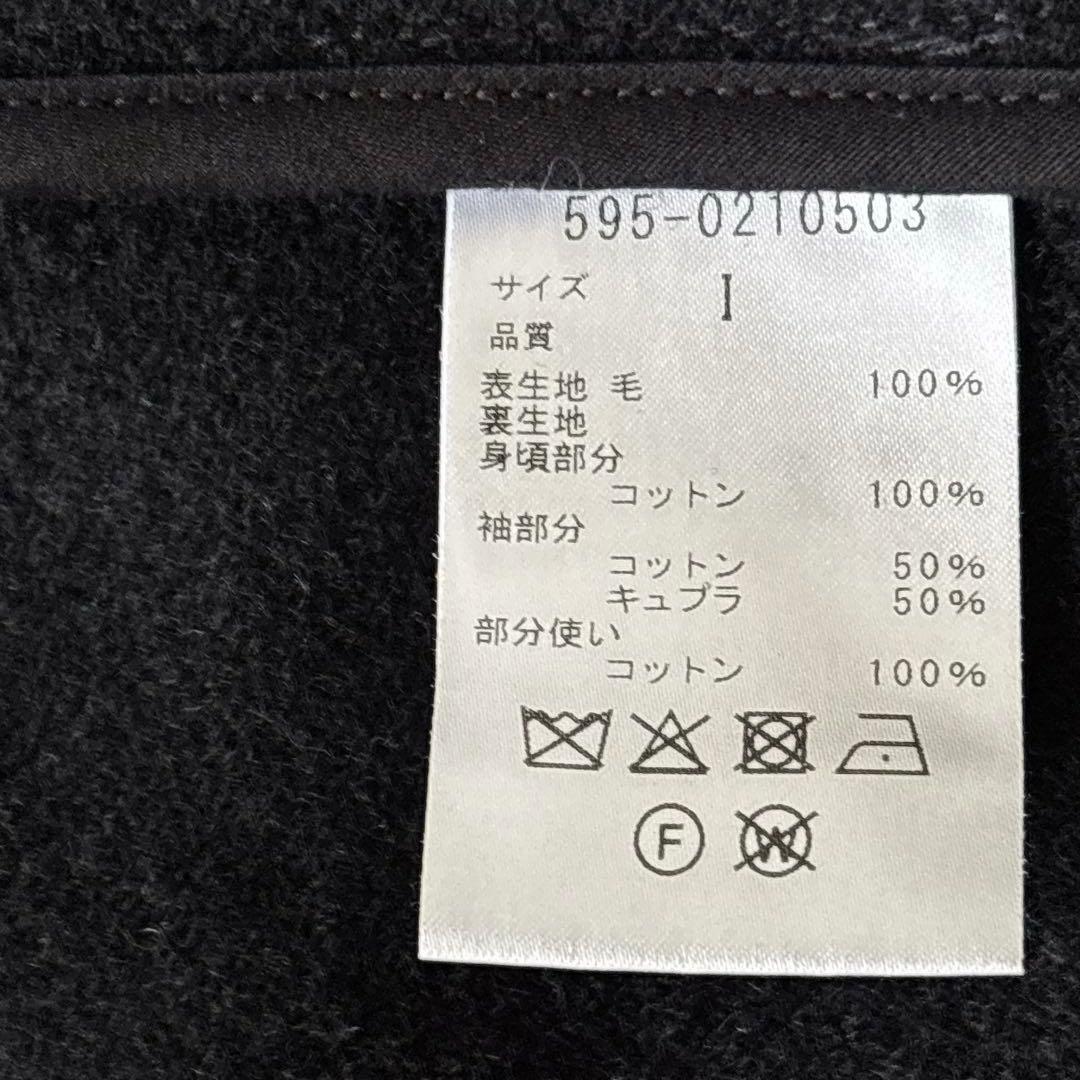 595-0210503
サイズ I
品質
表生地 毛 100%
裏生地
身頃部分
コットン 100%
袖部分
コットン 50%
キュプラ 50%
部分使い
コットン 100%
F W